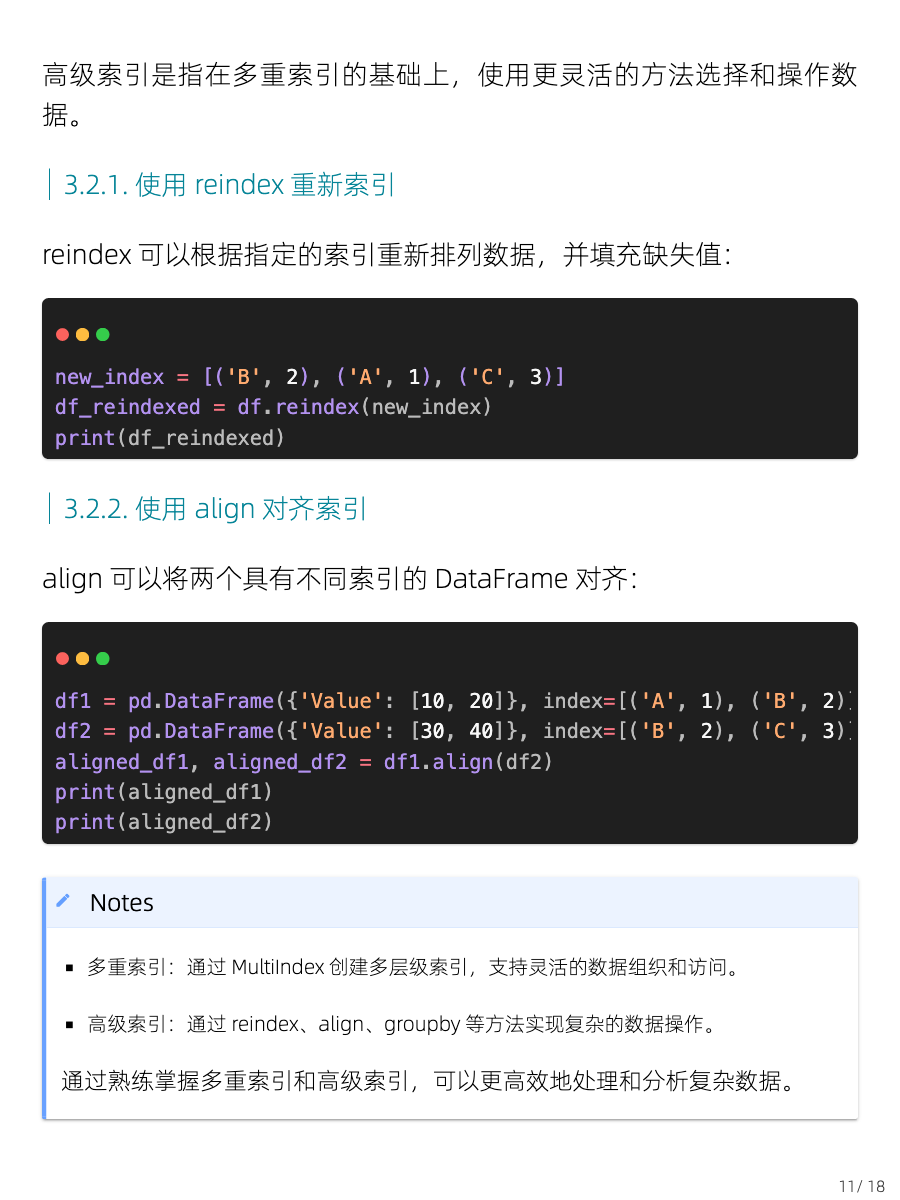 高级索引是指在多重索引的基础上，使用更灵活的方法选择和操作数
据。
3.2.1. 使用 reindex 重新索引
reindex 可以根据指定的索引重新排列数据，并填充缺失值：
new_index = [('B', 2), ('A', 1), ('C', 3)]
df_reindexed = df.reindex(new_index)
print(df_reindexed)
3.2.2. 使用 align 对齐索引
align 可以将两个具有不同索引的 DataFrame 对齐：
df1 = pd.DataFrame({'Value': [10, 20]}, index=[('A', 1), ('B', 2)]
df2 = pd.DataFrame({'Value': [30, 40]}, index=[('B', 2), ('C', 3)]
aligned_df1, aligned_df2 = df1.align(df2)
print(aligned_df1)
print(aligned_df2)
Notes
▪ 多重索引：通过 MultiIndex 创建多层级索引，支持灵活的数据组织和访问。
▪ 高级索引：通过 reindex、align、groupby 等方法实现复杂的数据操作。
通过熟练掌握多重索引和高级索引，可以更高效地处理和分析复杂数据。
11/ 18